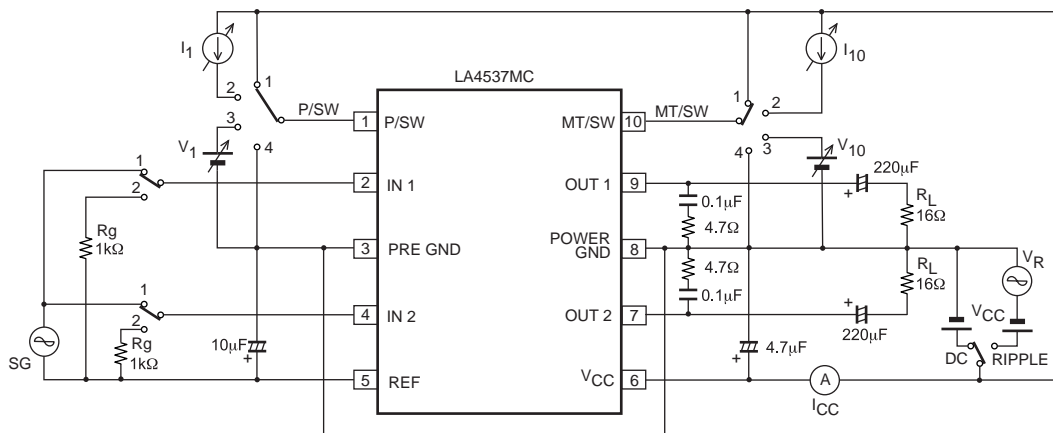 I1
I10
LA4537MC
1
2
P/SW
1
P/SW
3
4
V1
MT/SW
10
MT/SW
1
2
3
4
V10
1
2
2
IN 1
OUT 1
9
220μF
+
RL
16Ω
0.1μF
4.7Ω
Rg
1kΩ
3
PRE GND
POWER
GND
8
4.7Ω
0.1μF
RL
16Ω
VR
1
2
4
IN 2
OUT 2
7
+
220μF
VCC
DC
RIPPLE
SG
Rg
1kΩ
10μF
+
4.7μF
+
5
REF
VCC
6
A
ICC